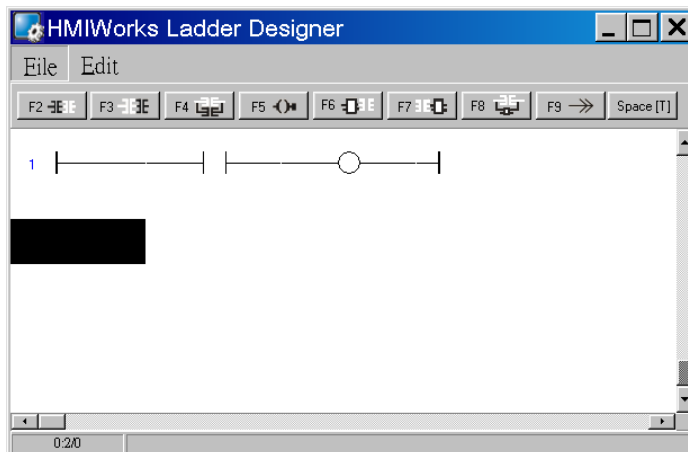 HMIWorks Ladder Designer
File Edit
F2 F3 F4 F5 F6 F7 F8 F9 Space [T]
1
0:2/0